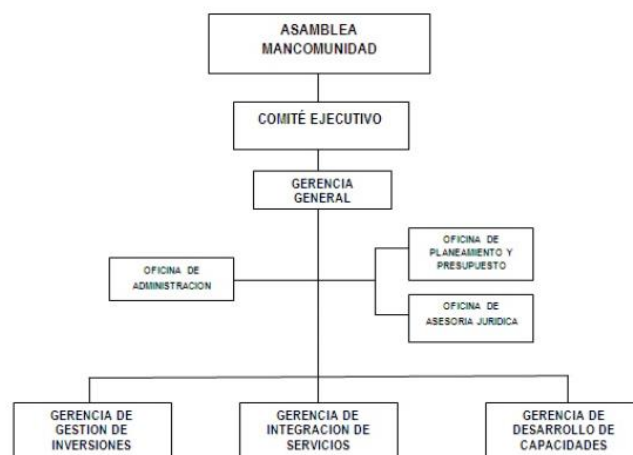 ASAMBLEA
MANCOMUNIDAD
COMITÉ EJECUTIVO
GERENCIA
GENERAL
OFICINA DE
PLANEAMIENTO Y
PRESUPUESTO
OFICINA DE
ADMINISTRACION
OFICINA DE
ASESORIA JURIDICA
GERENCIA DE
GESTION DE
INVERSIONES
GERENCIA DE
INTEGRACION DE
SERVICIOS
GERENCIA DE
DESARROLLO DE
CAPACIDADES